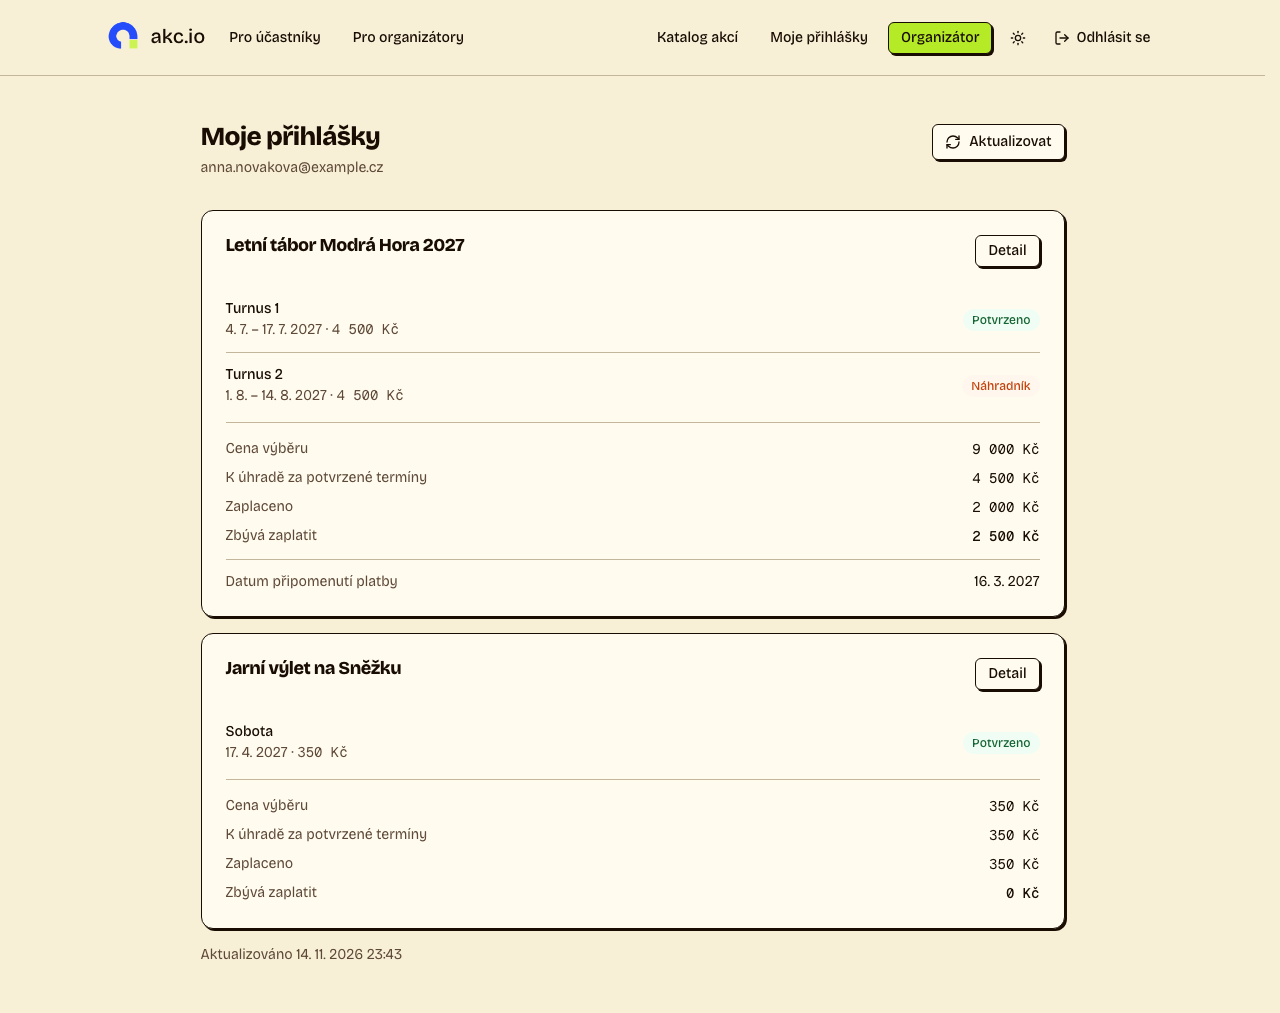 akc.io Pro účastníky Pro organizátory Katalog akcí Moje přihlášky Organizátor Odhlásit se
Moje přihlášky
Aktualizovat
anna.novakova@example.cz
Letní tábor Modrá Hora 2027
Detail
Turnus 1
4. 7. – 17. 7. 2027 · 4 500 Kč
Potvrzeno
Turnus 2
1. 8. – 14. 8. 2027 · 4 500 Kč
Náhradník
Cena výběru 9 000 Kč
K úhradě za potvrzené termíny 4 500 Kč
Zaplaceno 2 000 Kč
Zbývá zaplatit 2 500 Kč
Datum připomenutí platby 16. 3. 2027
Jarní výlet na Sněžku
Detail
Sobota
17. 4. 2027 · 350 Kč
Potvrzeno
Cena výběru 350 Kč
K úhradě za potvrzené termíny 350 Kč
Zaplaceno 350 Kč
Zbývá zaplatit 0 Kč
Aktualizováno 14. 11. 2026 23:43